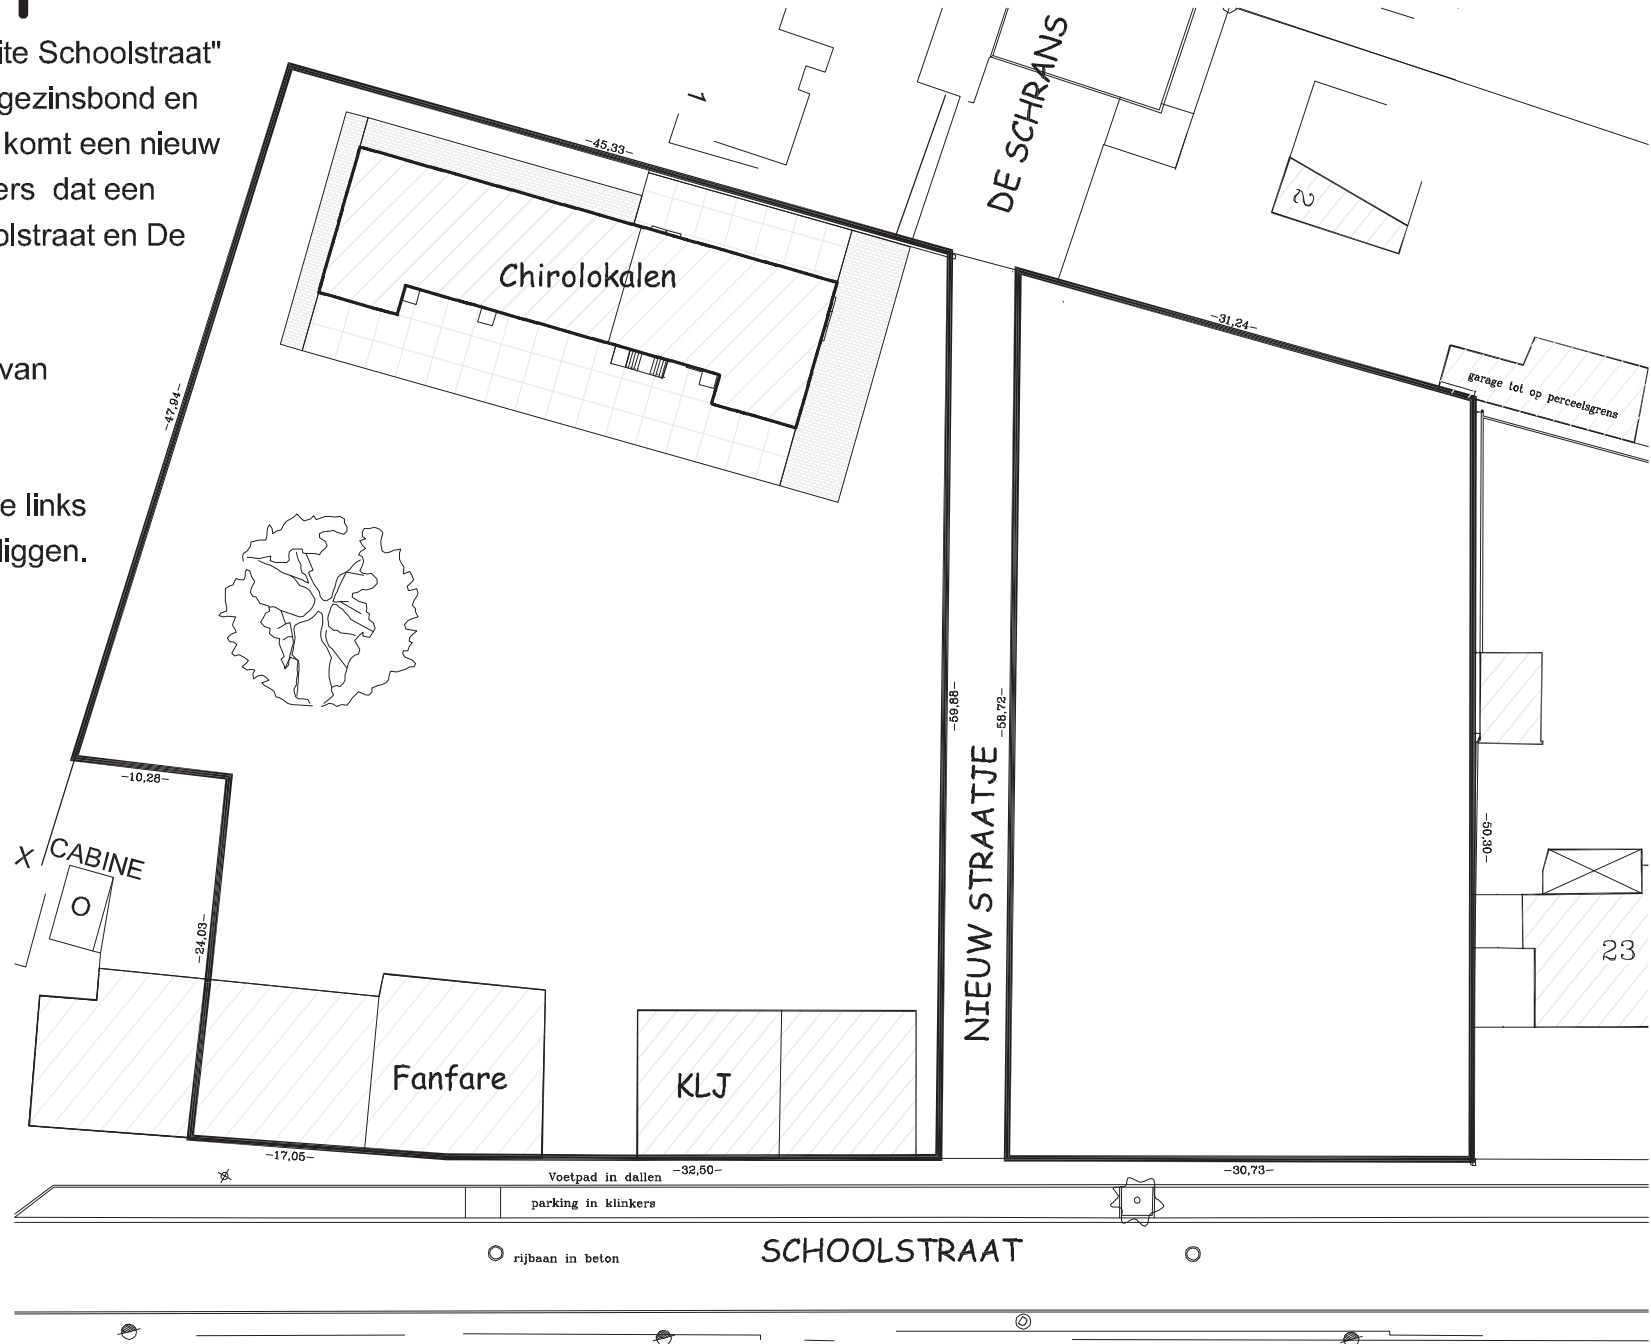 ite Schoolstraat"
gezinsbond en
komt een nieuw
ers dat een
olstraat en De
van
e links
liggen.
1
DE SCHRANS
2
-45,33-
Chirolokalen
-31,24-
garage tot op perceelsgrens
-47,94-
-59,88-
-58,72-
NIEUW STRAATJE
-10,28-
X
CABINE
O
-24,03-
-50,30-
23
Fanfare
KLJ
-17,05-
-32,50-
-30,73-
Voetpad in dallen
parking in klinkers
rijbaan in beton
SCHOOLSTRAAT